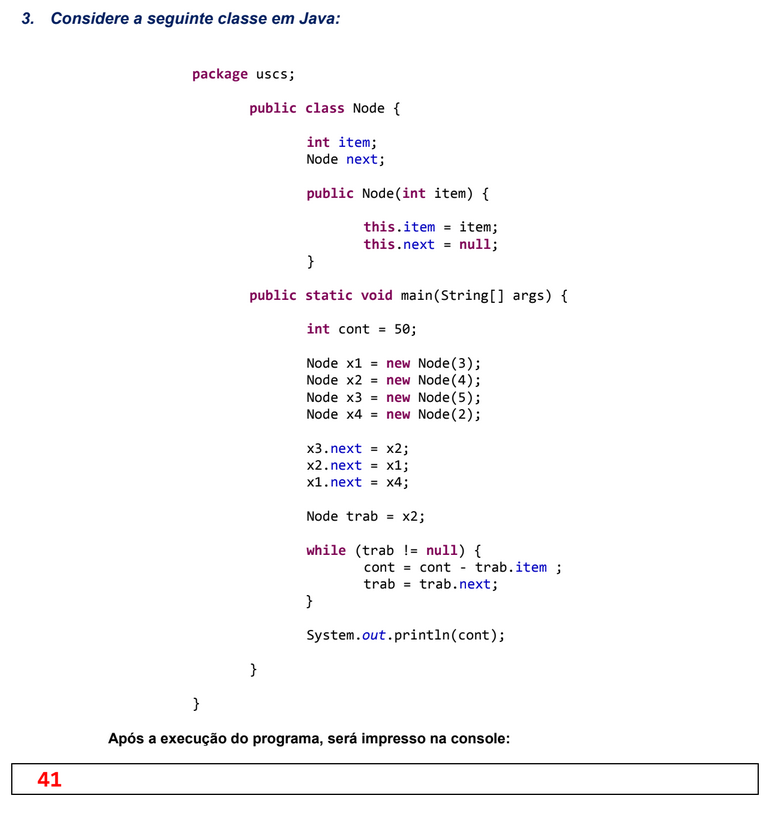 3. Considere a seguinte classe em Java:
package uscs;
public class Node {
int item;
Node next;
public Node(int item) {
this.item = item;
this.next = null;
}
public static void main(String[] args) {
int cont = 50;
Node x1 = new Node(3);
Node x2 = new Node(4);
Node x3 = new Node(5);
Node x4 = new Node(2);
x3.next = x2;
x2.next = x1;
x1.next = x4;
Node trab = x2;
while (trab != null) {
cont = cont - trab.item ;
trab = trab.next;
}
System.out.println(cont);
}
}
Após a execução do programa, será impresso na console:
41